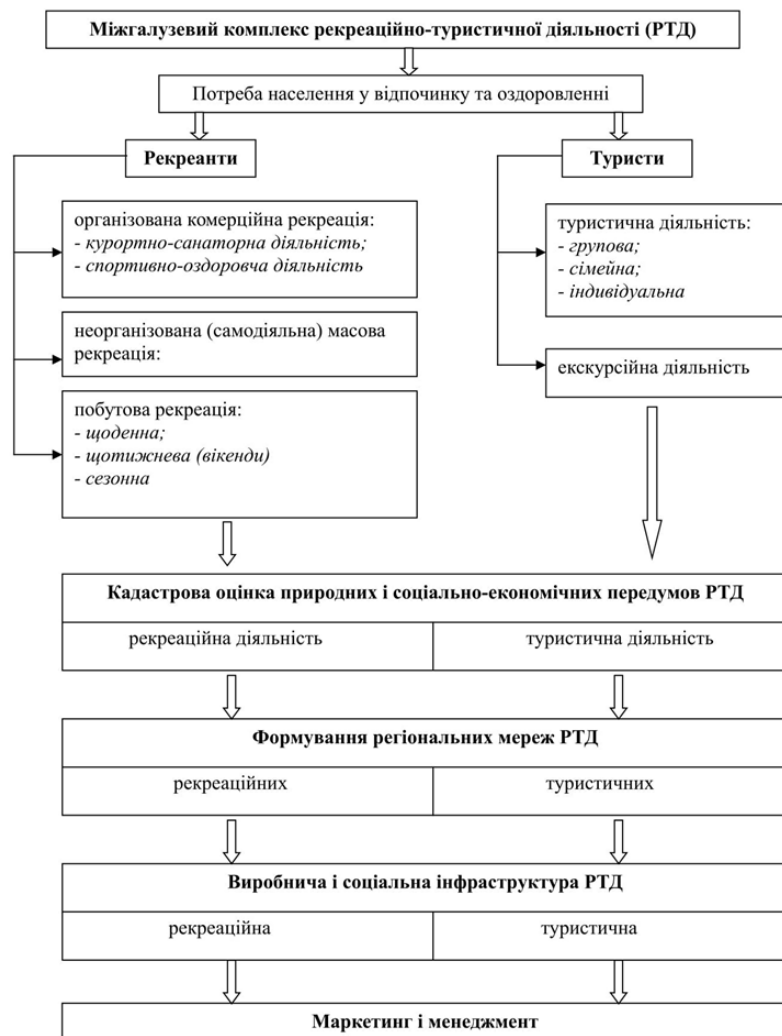 Міжгалузевий комплекс рекреаційно-туристичної діяльності (РТД)
Потреба населення у відпочинку та оздоровленні
Рекреанти
організована комерційна рекреація:
- курортно-санаторна діяльність;
- спортивно-оздоровча діяльність
неорганізована (самодіяльна) масова
рекреація:
побутова рекреація:
- щоденна;
- щотижнева (вікенди)
- сезонна
Туристи
туристична діяльність:
- групова;
- сімейна;
- індивідуальна
екскурсійна діяльність
Кадастрова оцінка природних і соціально-економічних передумов РТД
рекреаційна діяльність
туристична діяльність
Формування регіональних мереж РТД
рекреаційних
туристичних
Виробнича і соціальна інфраструктура РТД
рекреаційна
туристична
Маркетинг і менеджмент